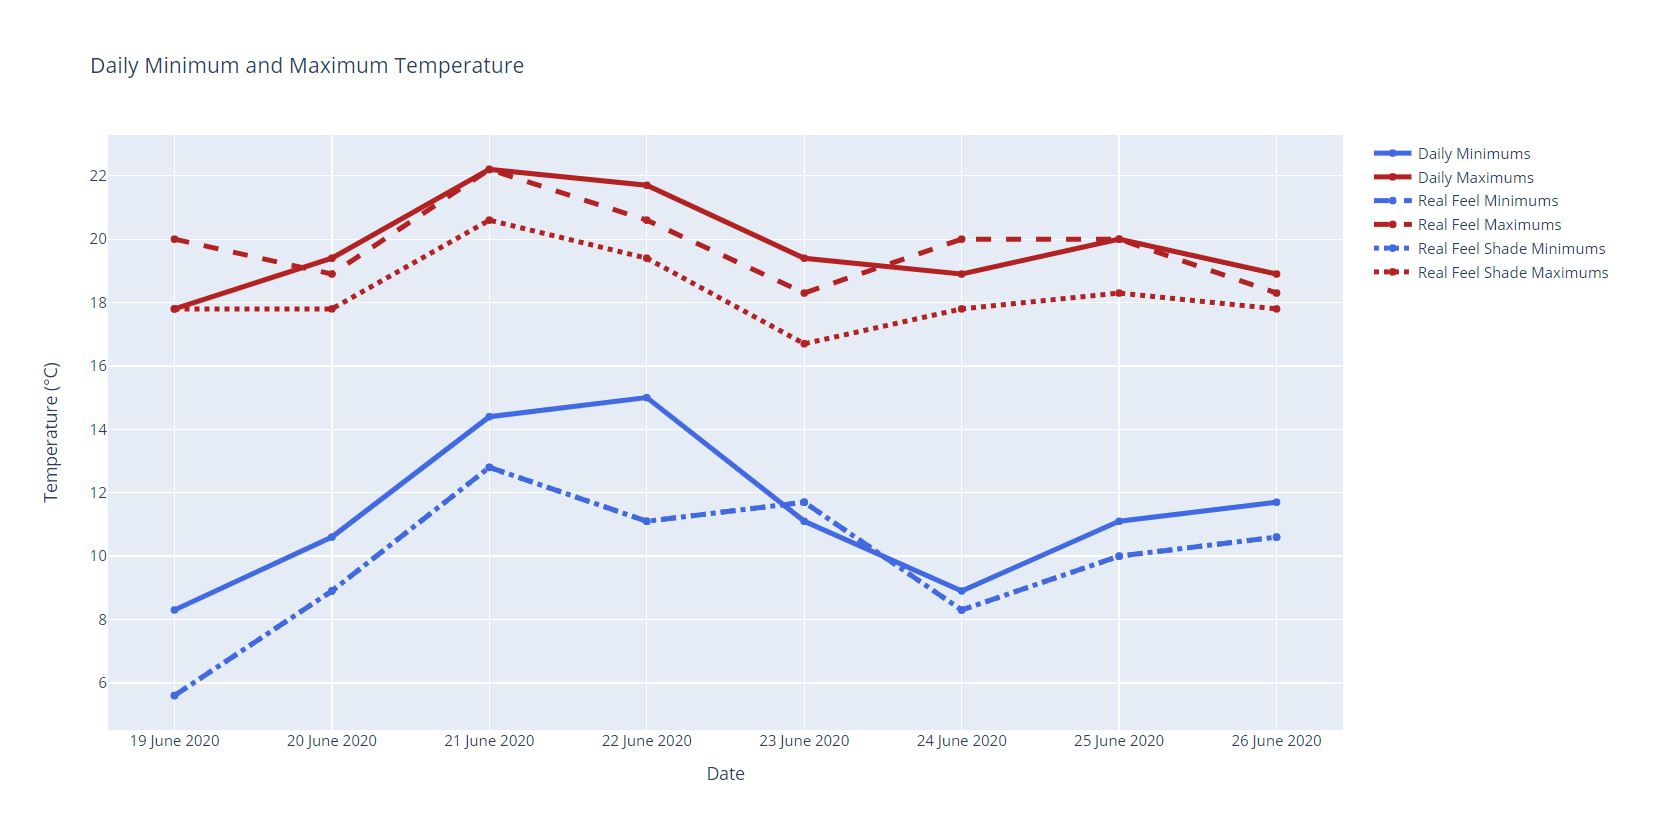 Daily Minimum and Maximum Temperature
Daily Minimums
Daily Maximums
Real Feel Minimums
Real Feel Maximums
Real Feel Shade Minimums
Real Feel Shade Maximums
Temperature (°C)
22
20
18
16
14
12
10
8
6
19 June 2020 20 June 2020 21 June 2020 22 June 2020 23 June 2020 24 June 2020 25 June 2020 26 June 2020
Date